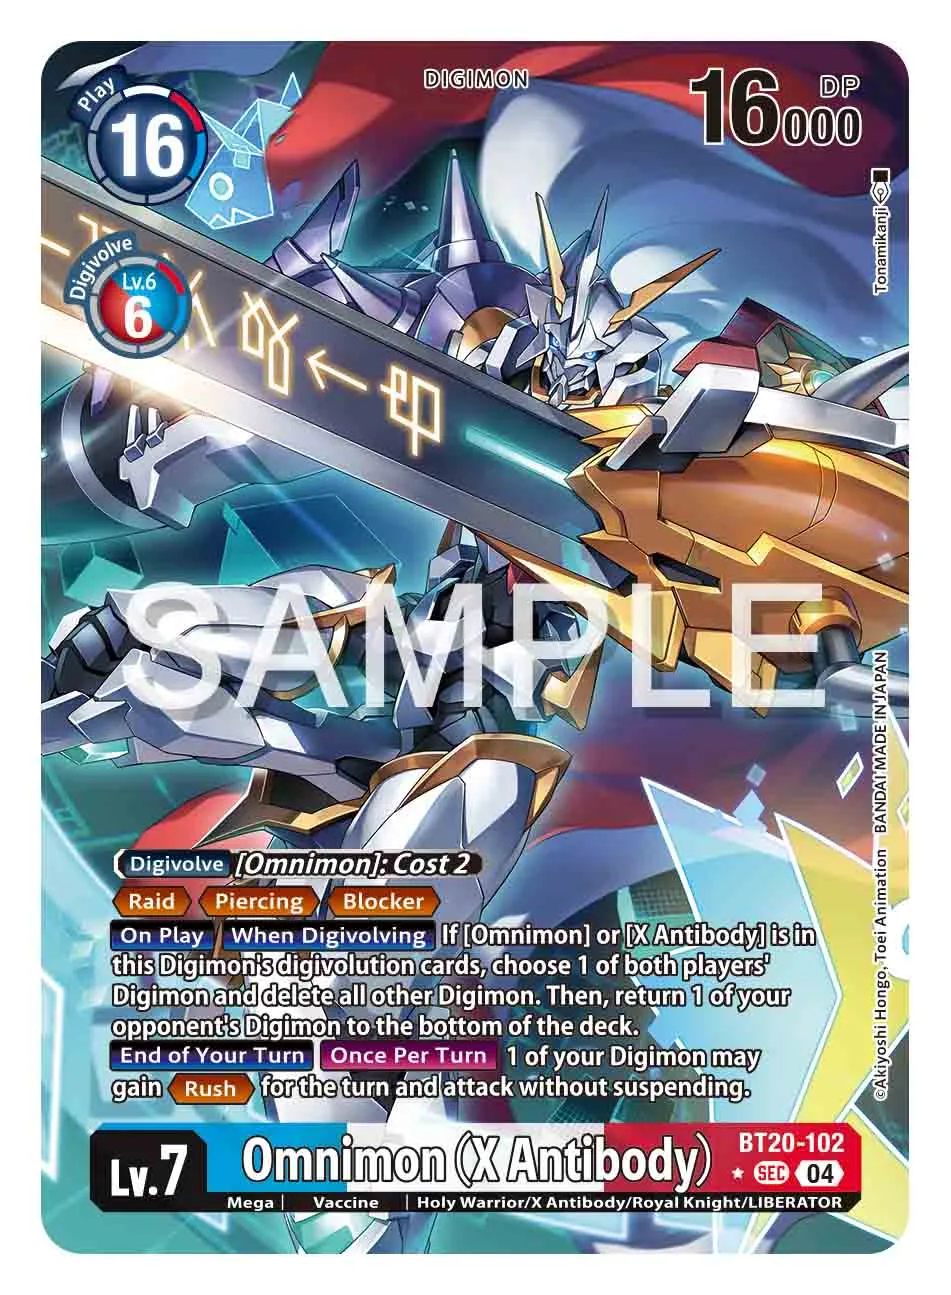 Play
16
DIGIMON
DP
16000
Tonamikanji
Digivolve
Lv.6
6
SAMPLE
BANDAI MADE IN JAPAN
©Akiyoshi Hongo, Toei Animation
Digivolve [Omnimon]: Cost 2
Raid Piercing Blocker
On Play When Digivolving If [Omnimon] or [X Antibody] is in
this Digimon's digivolution cards, choose 1 of both players'
Digimon and delete all other Digimon. Then, return 1 of your
opponent's Digimon to the bottom of the deck.
End of Your Turn Once Per Turn 1 of your Digimon may
gain Rush for the turn and attack without suspending.
Lv.7
Omnimon (X Antibody)
BT20-102
SEC 04
Mega | Vaccine | Holy Warrior/X Antibody/Royal Knight/LIBERATOR